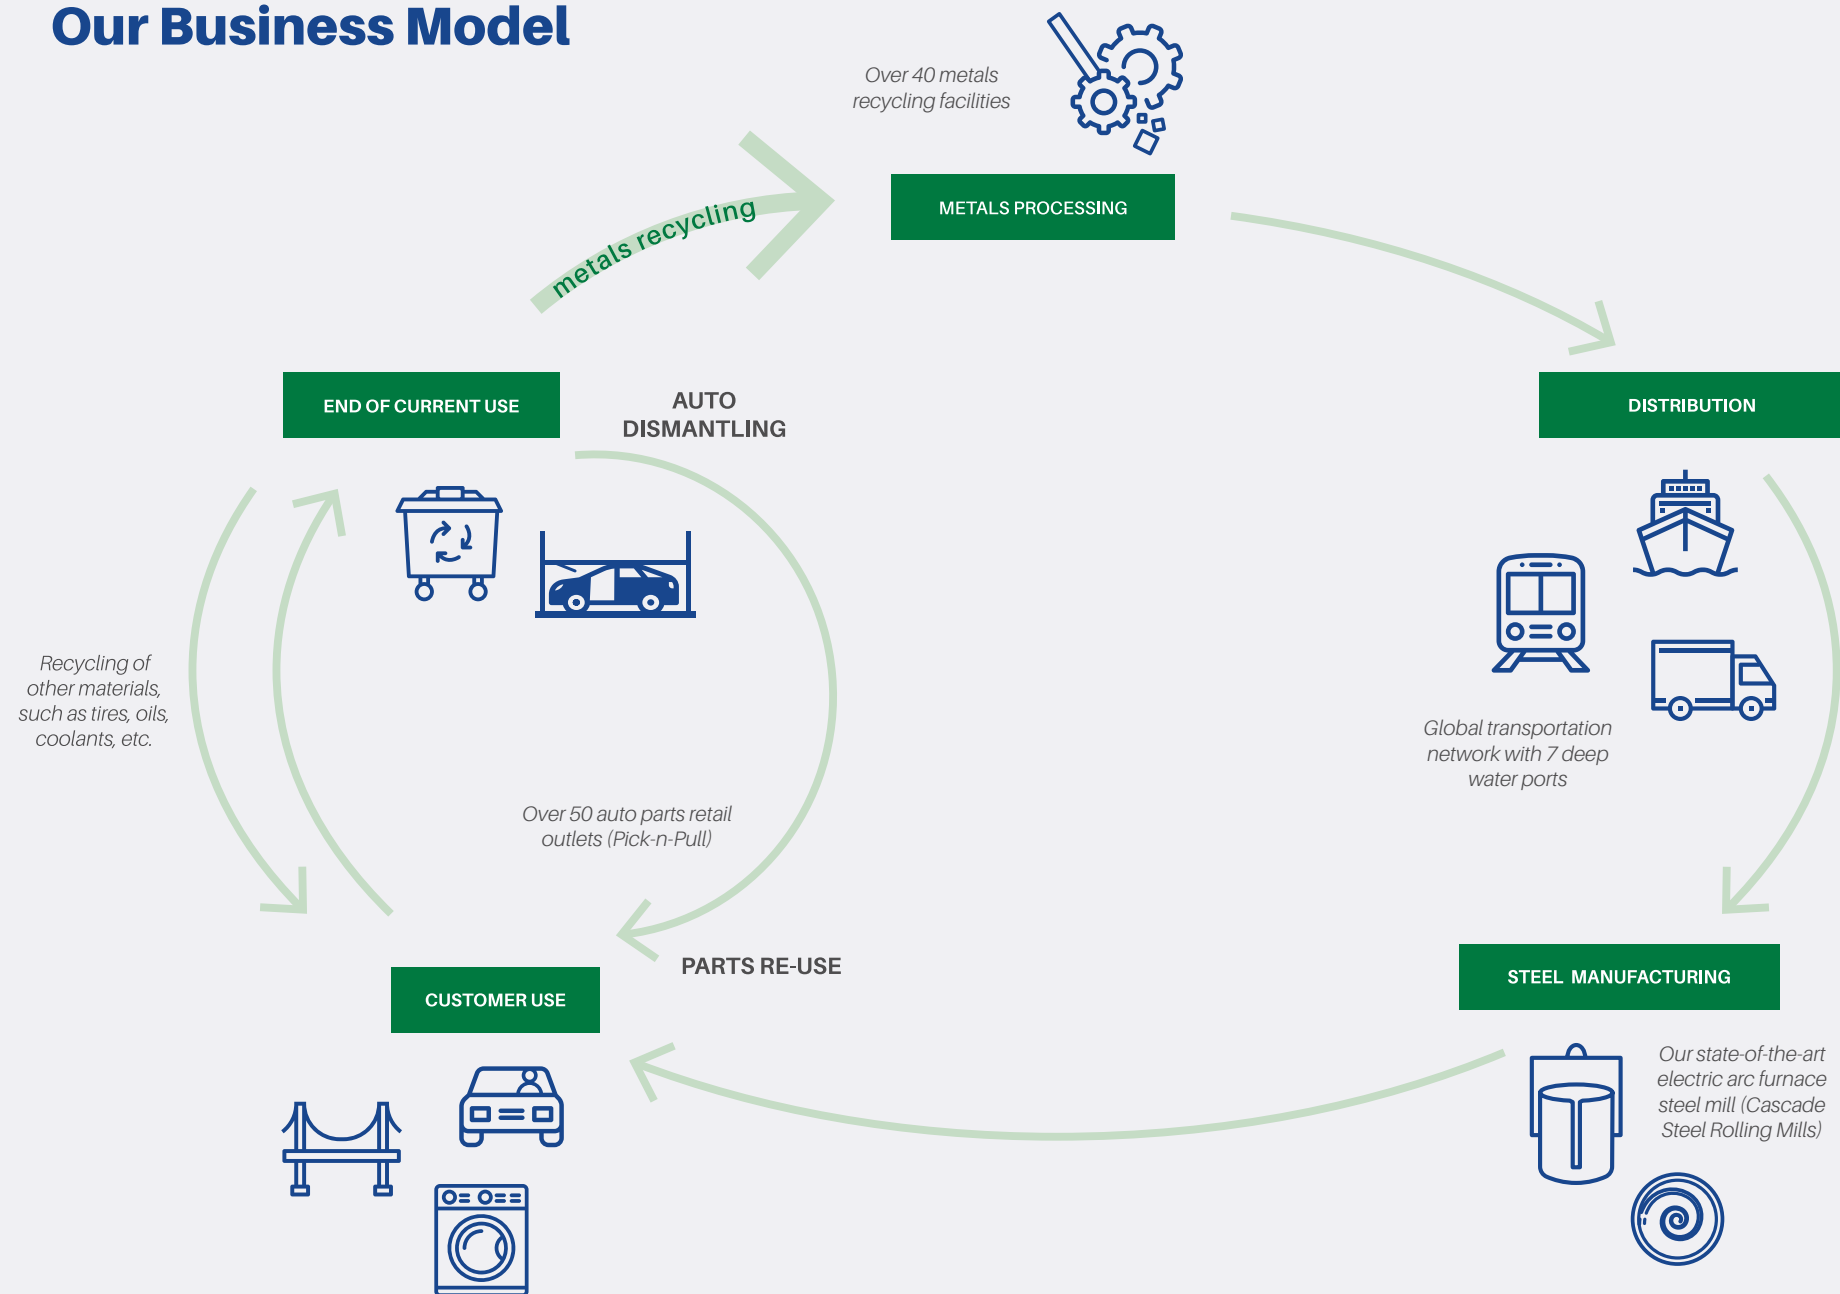 Our Business Model
Over 40 metals
recycling facilities
METALS PROCESSING
metals recycling
END OF CURRENT USE
AUTO
DISMANTLING
DISTRIBUTION
Recycling of
other materials,
such as tires, oils,
coolants, etc.
Global transportation
network with 7 deep
water ports
Over 50 auto parts retail
outlets (Pick-n-Pull)
PARTS RE-USE
CUSTOMER USE
STEEL MANUFACTURING
Our state-of-the-art
electric arc furnace
steel mill (Cascade
Steel Rolling Mills)